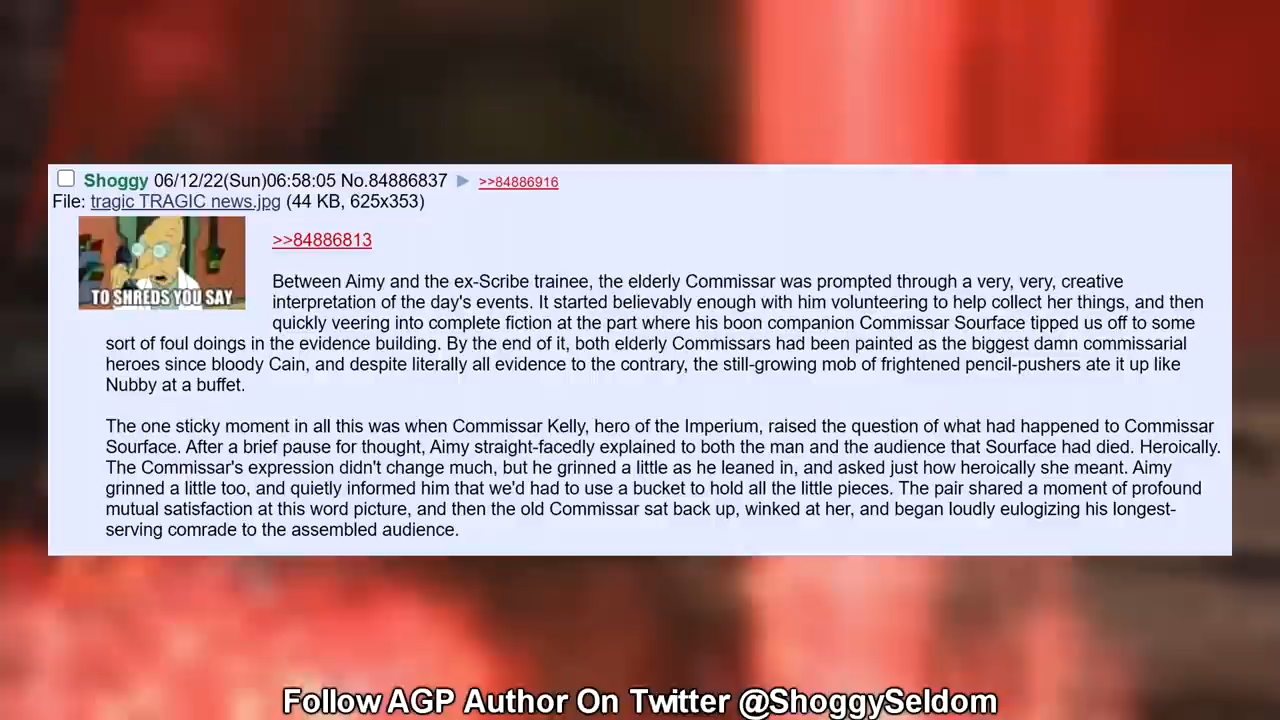 Shoggy 06/12/22(Sun)06:58:05 No.84886837 ▶ >>84886916
File: tragic TRAGIC news.jpg (44 KB, 625x353)
TO SHREDS YOU SAY
>>84886813
Between Aimy and the ex-Scribe trainee, the elderly Commissar was prompted through a very, very, creative
interpretation of the day's events. It started believably enough with him volunteering to help collect her things, and then
quickly veering into complete fiction at the part where his boon companion Commissar Sourface tipped us off to some
sort of foul doings in the evidence building. By the end of it, both elderly Commissars had been painted as the biggest damn commissarial
heroes since bloody Cain, and despite literally all evidence to the contrary, the still-growing mob of frightened pencil-pushers ate it up like
Nubby at a buffet.
The one sticky moment in all this was when Commissar Kelly, hero of the Imperium, raised the question of what had happened to Commissar
Sourface. After a brief pause for thought, Aimy straight-facedly explained to both the man and the audience that Sourface had died. Heroically.
The Commissar's expression didn't change much, but he grinned a little as he leaned in, and asked just how heroically she meant. Aimy
grinned a little too, and quietly informed him that we'd had to use a bucket to hold all the little pieces. The pair shared a moment of profound
mutual satisfaction at this word picture, and then the old Commissar sat back up, winked at her, and began loudly eulogizing his longest-
serving comrade to the assembled audience.
Follow AGP Author On Twitter @ShoggySeldom